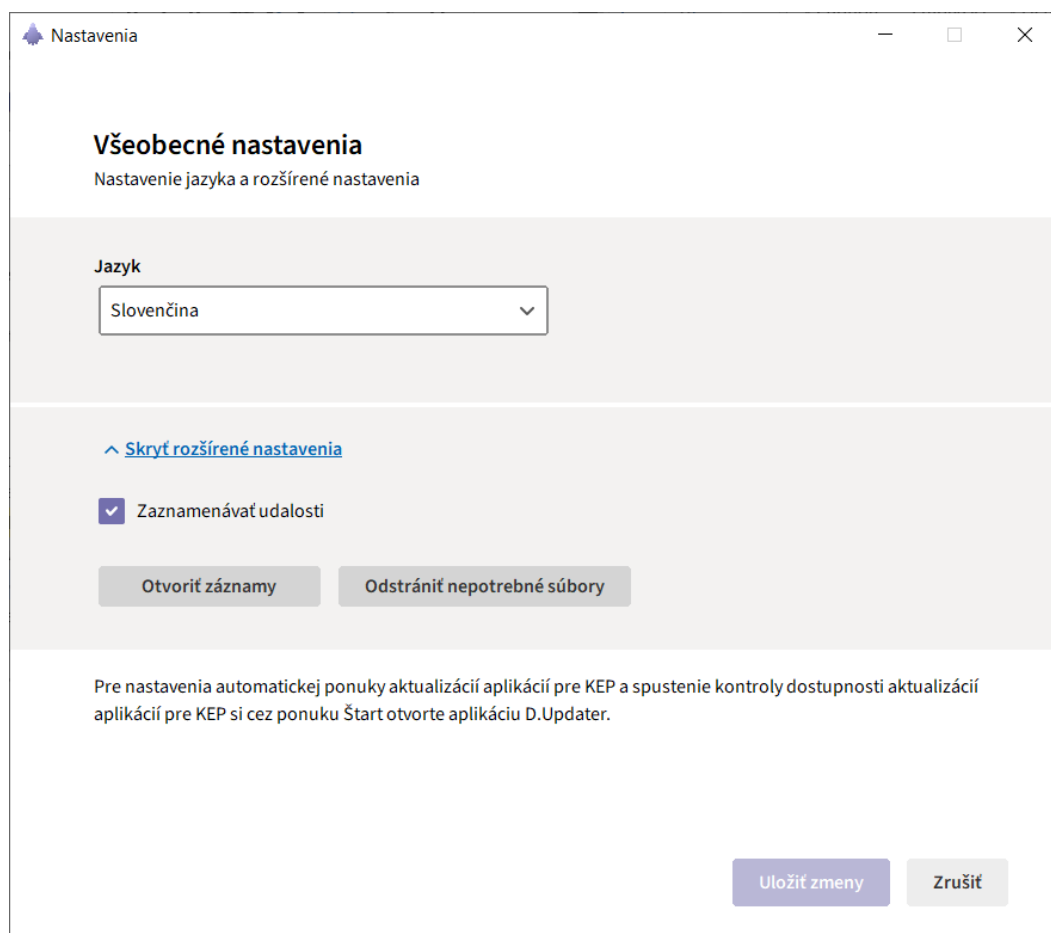 Nastavenia
Všeobecné nastavenia
Nastavenie jazyka a rozšírené nastavenia
Jazyk
Slovenčina
Skryť rozšírené nastavenia
Zaznamenávať udalosti
Otvoriť záznamy
Odstrániť nepotrebné súbory
Pre nastavenia automatickej ponuky aktualizácií aplikácií pre KEP a spustenie kontroly dostupnosti aktualizácií
aplikácií pre KEP si cez ponuku Štart otvorte aplikáciu D.Updater.
Uložiť zmeny
Zrušiť